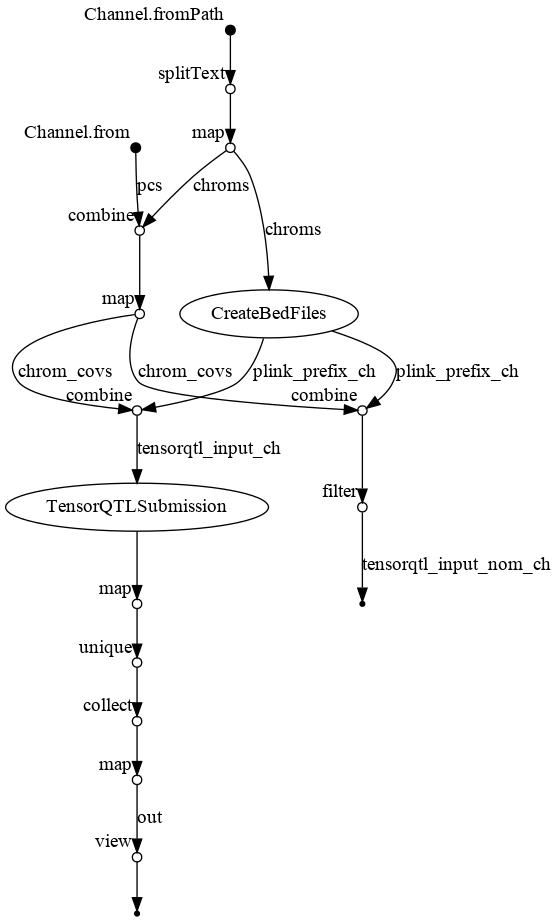 Channel.fromPath
splitText
Channel.from
map
pcs
chroms
combine
chroms
map
CreateBedFiles
chrom_covs
chrom_covs
plink_prefix_ch
plink_prefix_ch
combine
combine
tensorqtl_input_ch
filter
TensorQTLSubmission
tensorqtl_input_nom_ch
map
unique
collect
map
out
view